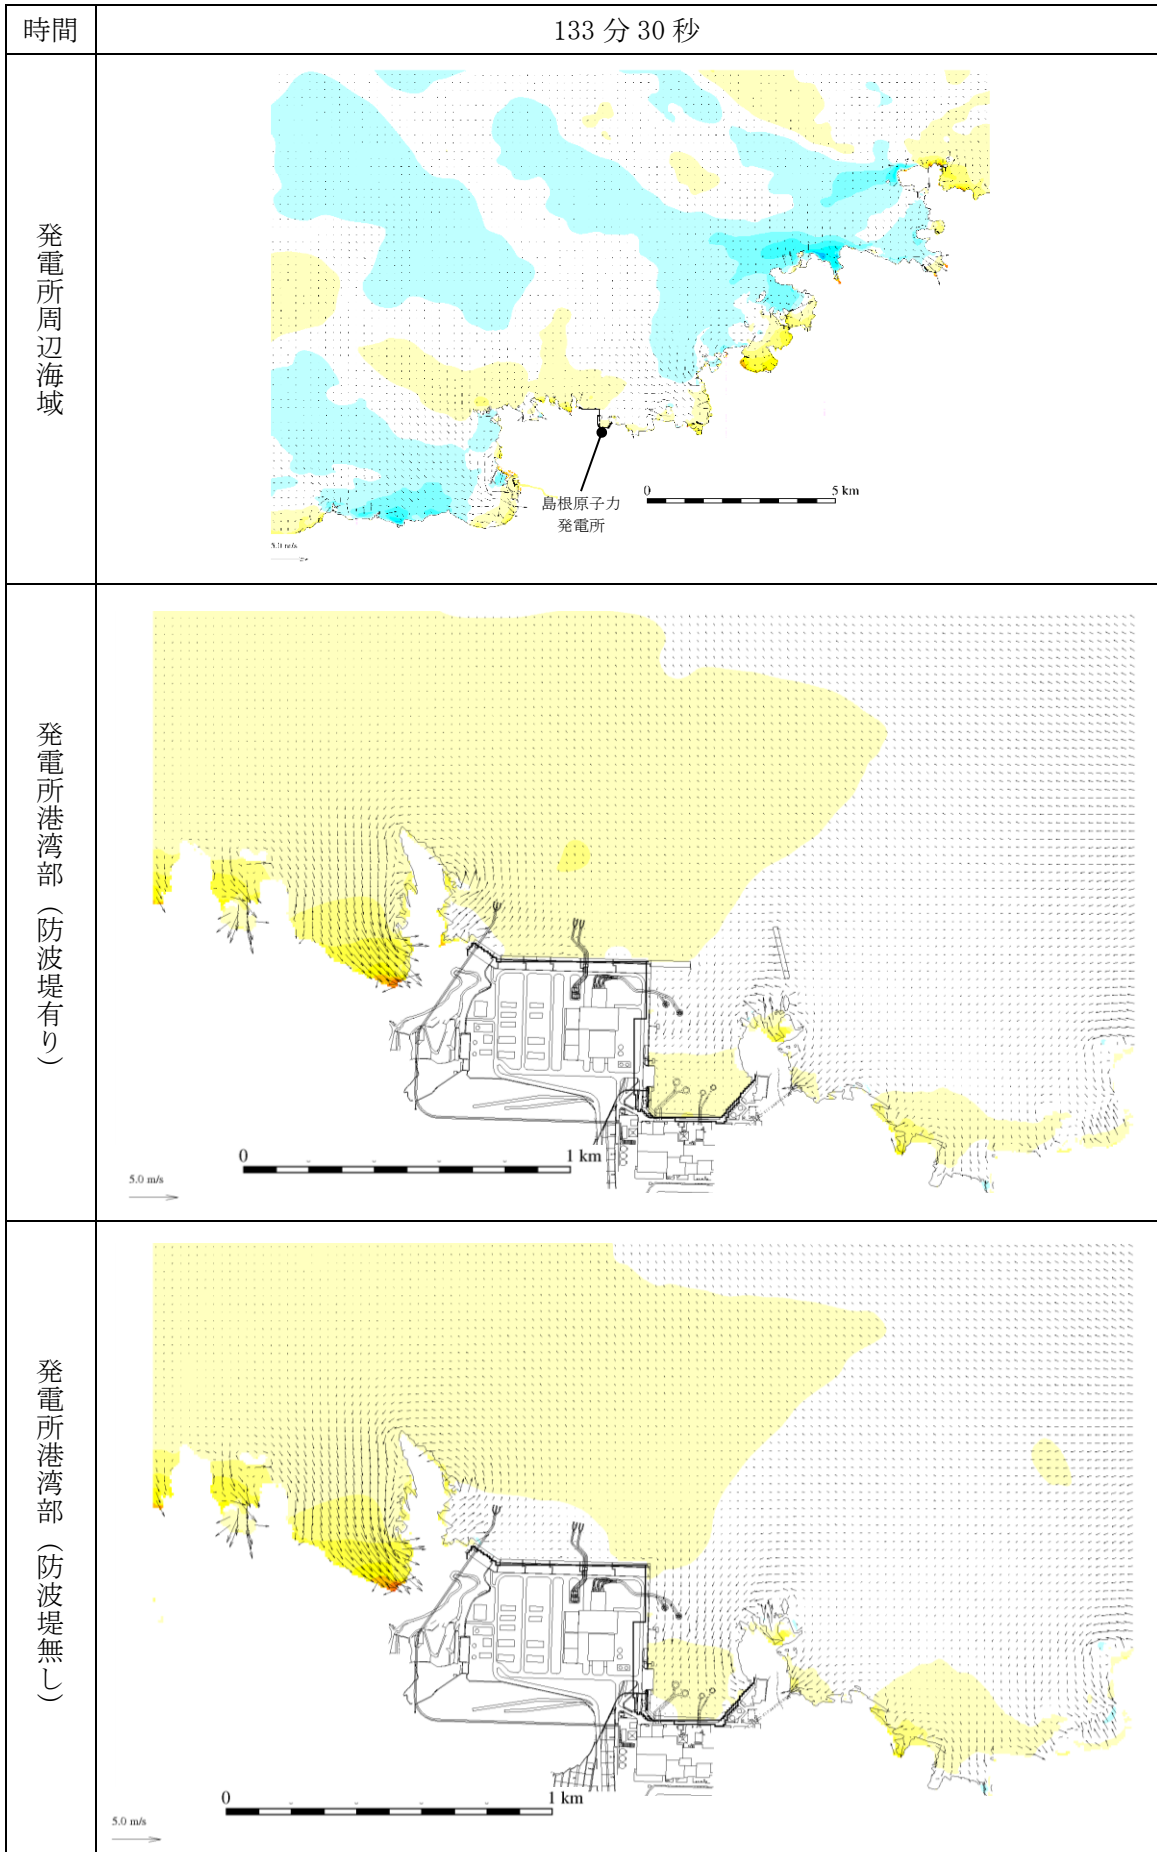 時間
133 分 30 秒
発電所周辺海域
島根原子力
発電所
0 5 km
5.0 m/s
発電所港湾部（防波堤有り）
0 1 km
5.0 m/s
発電所港湾部（防波堤無し）
0 1 km
5.0 m/s